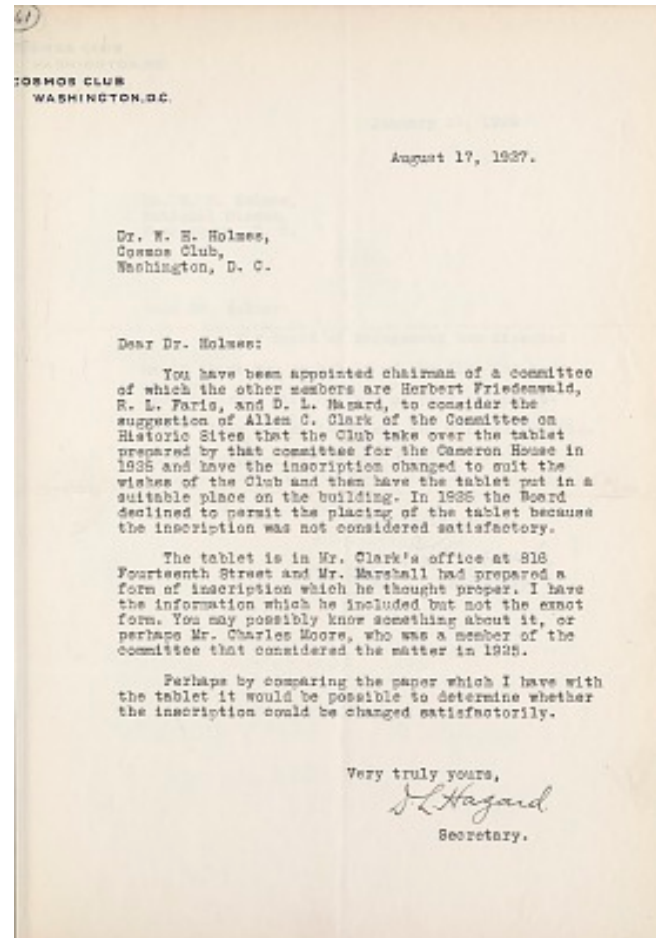 61
COSMOS CLUB
WASHINGTON, D.C.
August 17, 1927.
Dr. W. H. Holmes,
Cosmos Club,
Washington, D. C.
Dear Dr. Holmes:
You have been appointed chairman of a committee
of which the other members are Herbert Friedenwald,
R. L. Faris, and D. L. Hazard, to consider the
suggestion of Allen C. Clark of the Committee on
Historic Sites that the Club take over the tablet
prepared by that committee for the Cameron House in
1925 and have the inscription changed to suit the
wishes of the Club and then have the tablet put in a
suitable place on the building. In 1925 the Board
declined to permit the placing of the tablet because
the inscription was not considered satisfactory.
The tablet is in Mr. Clark's office at 816
Fourteenth Street and Mr. Marshall had prepared a
form of inscription which he thought proper. I have
the information which he included but not the exact
form. You may possibly know something about it, or
perhaps Mr. Charles Moore, who was a member of the
committee that considered the matter in 1925.
Perhaps by comparing the paper which I have with
the tablet it would be possible to determine whether
the inscription could be changed satisfactorily.
Very truly yours,
D L Hazard
Secretary.